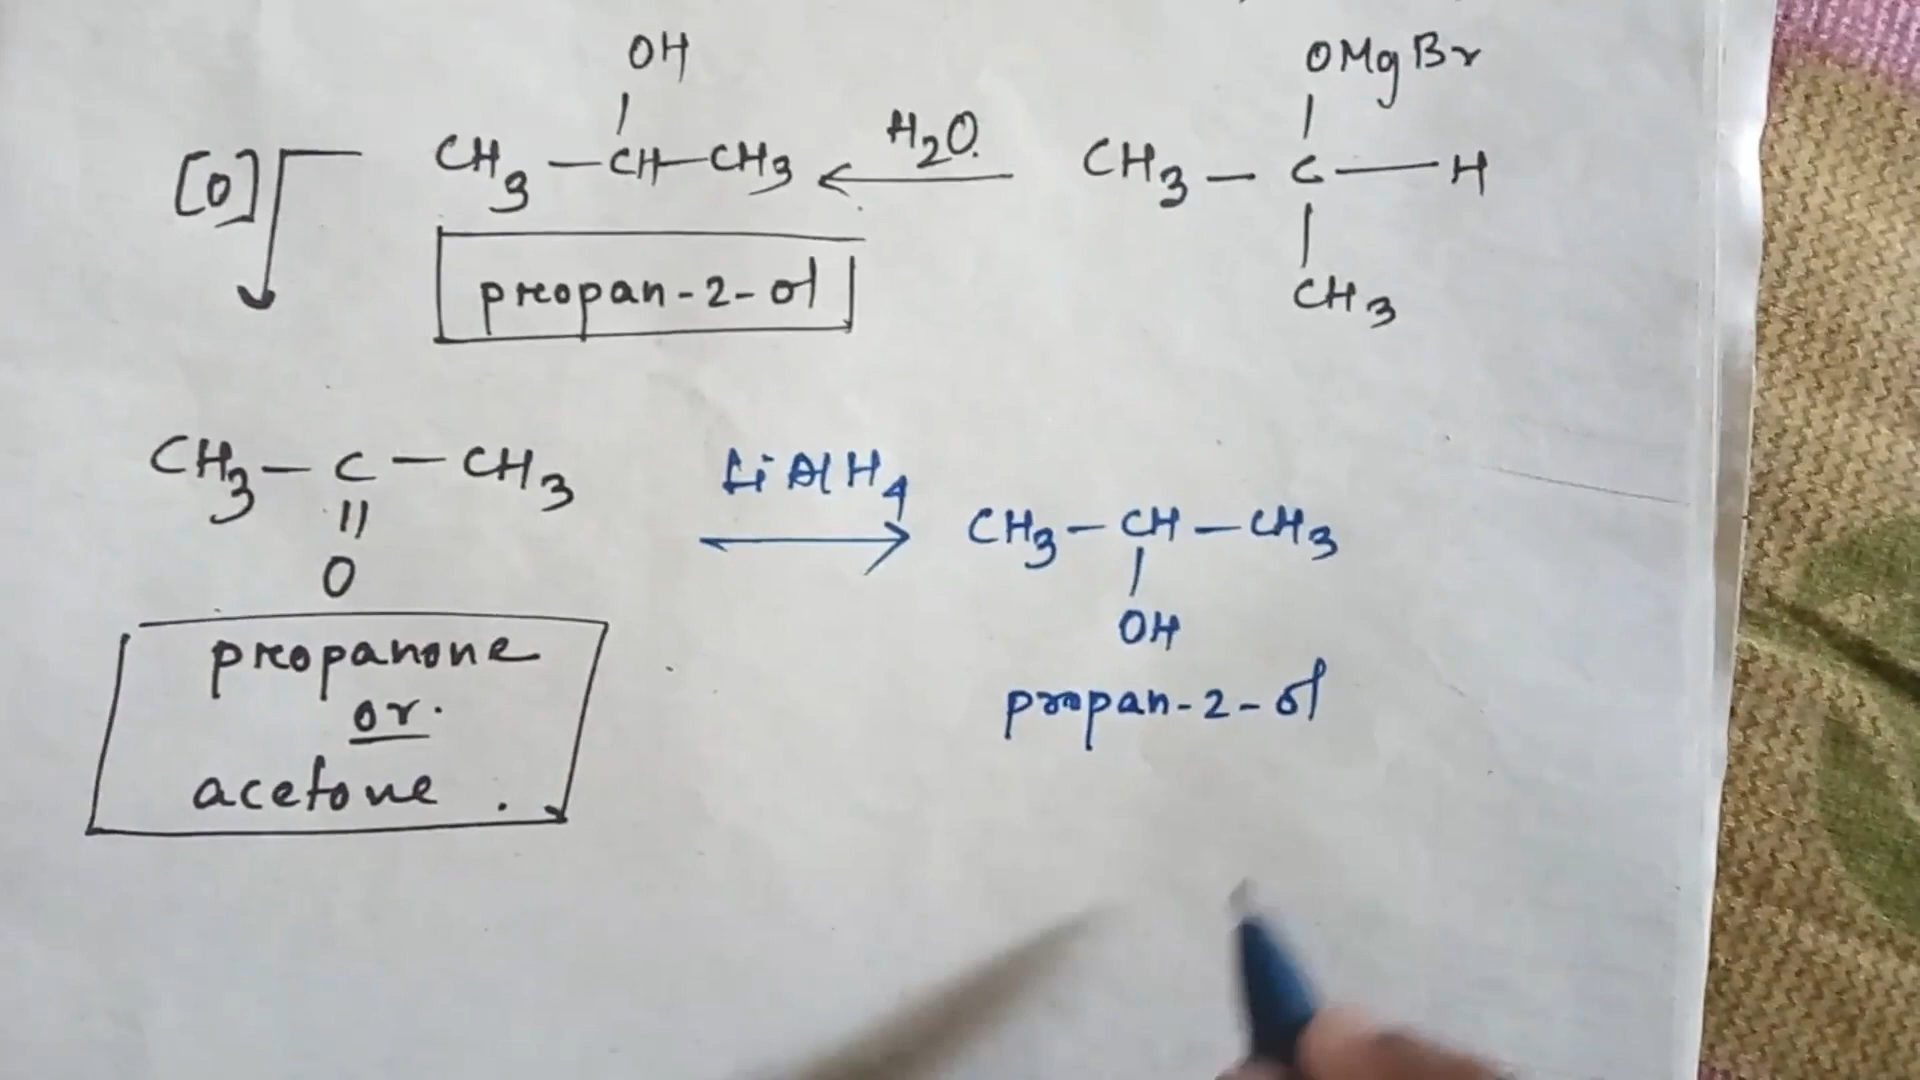 OH
OMgBr
[O]
CH3 — CH — CH3
H2O
CH3 — C — H
propan-2-ol
CH3
CH3 — C — CH3
LiAlH4
CH3 — CH — CH3
O
OH
propanone
or.
propan-2-ol
acetone.